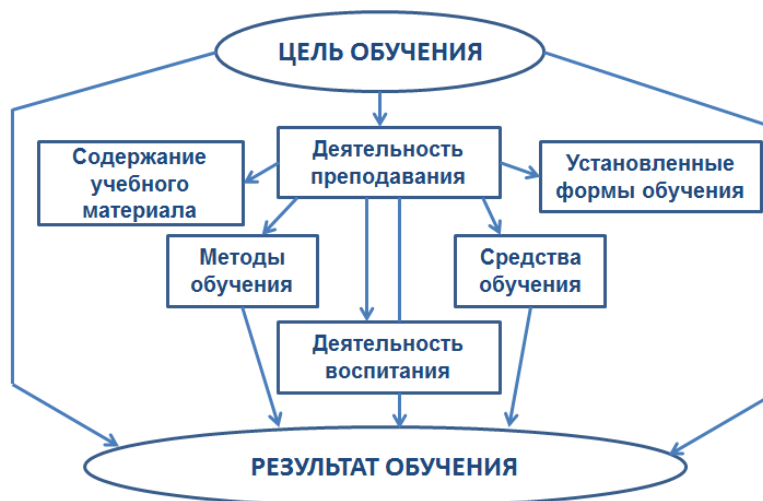 ЦЕЛЬ ОБУЧЕНИЯ
Содержание
учебного
материала
Деятельность
преподавания
Установленные
формы обучения
Методы
обучения
Средства
обучения
Деятельность
воспитания
РЕЗУЛЬТАТ ОБУЧЕНИЯ